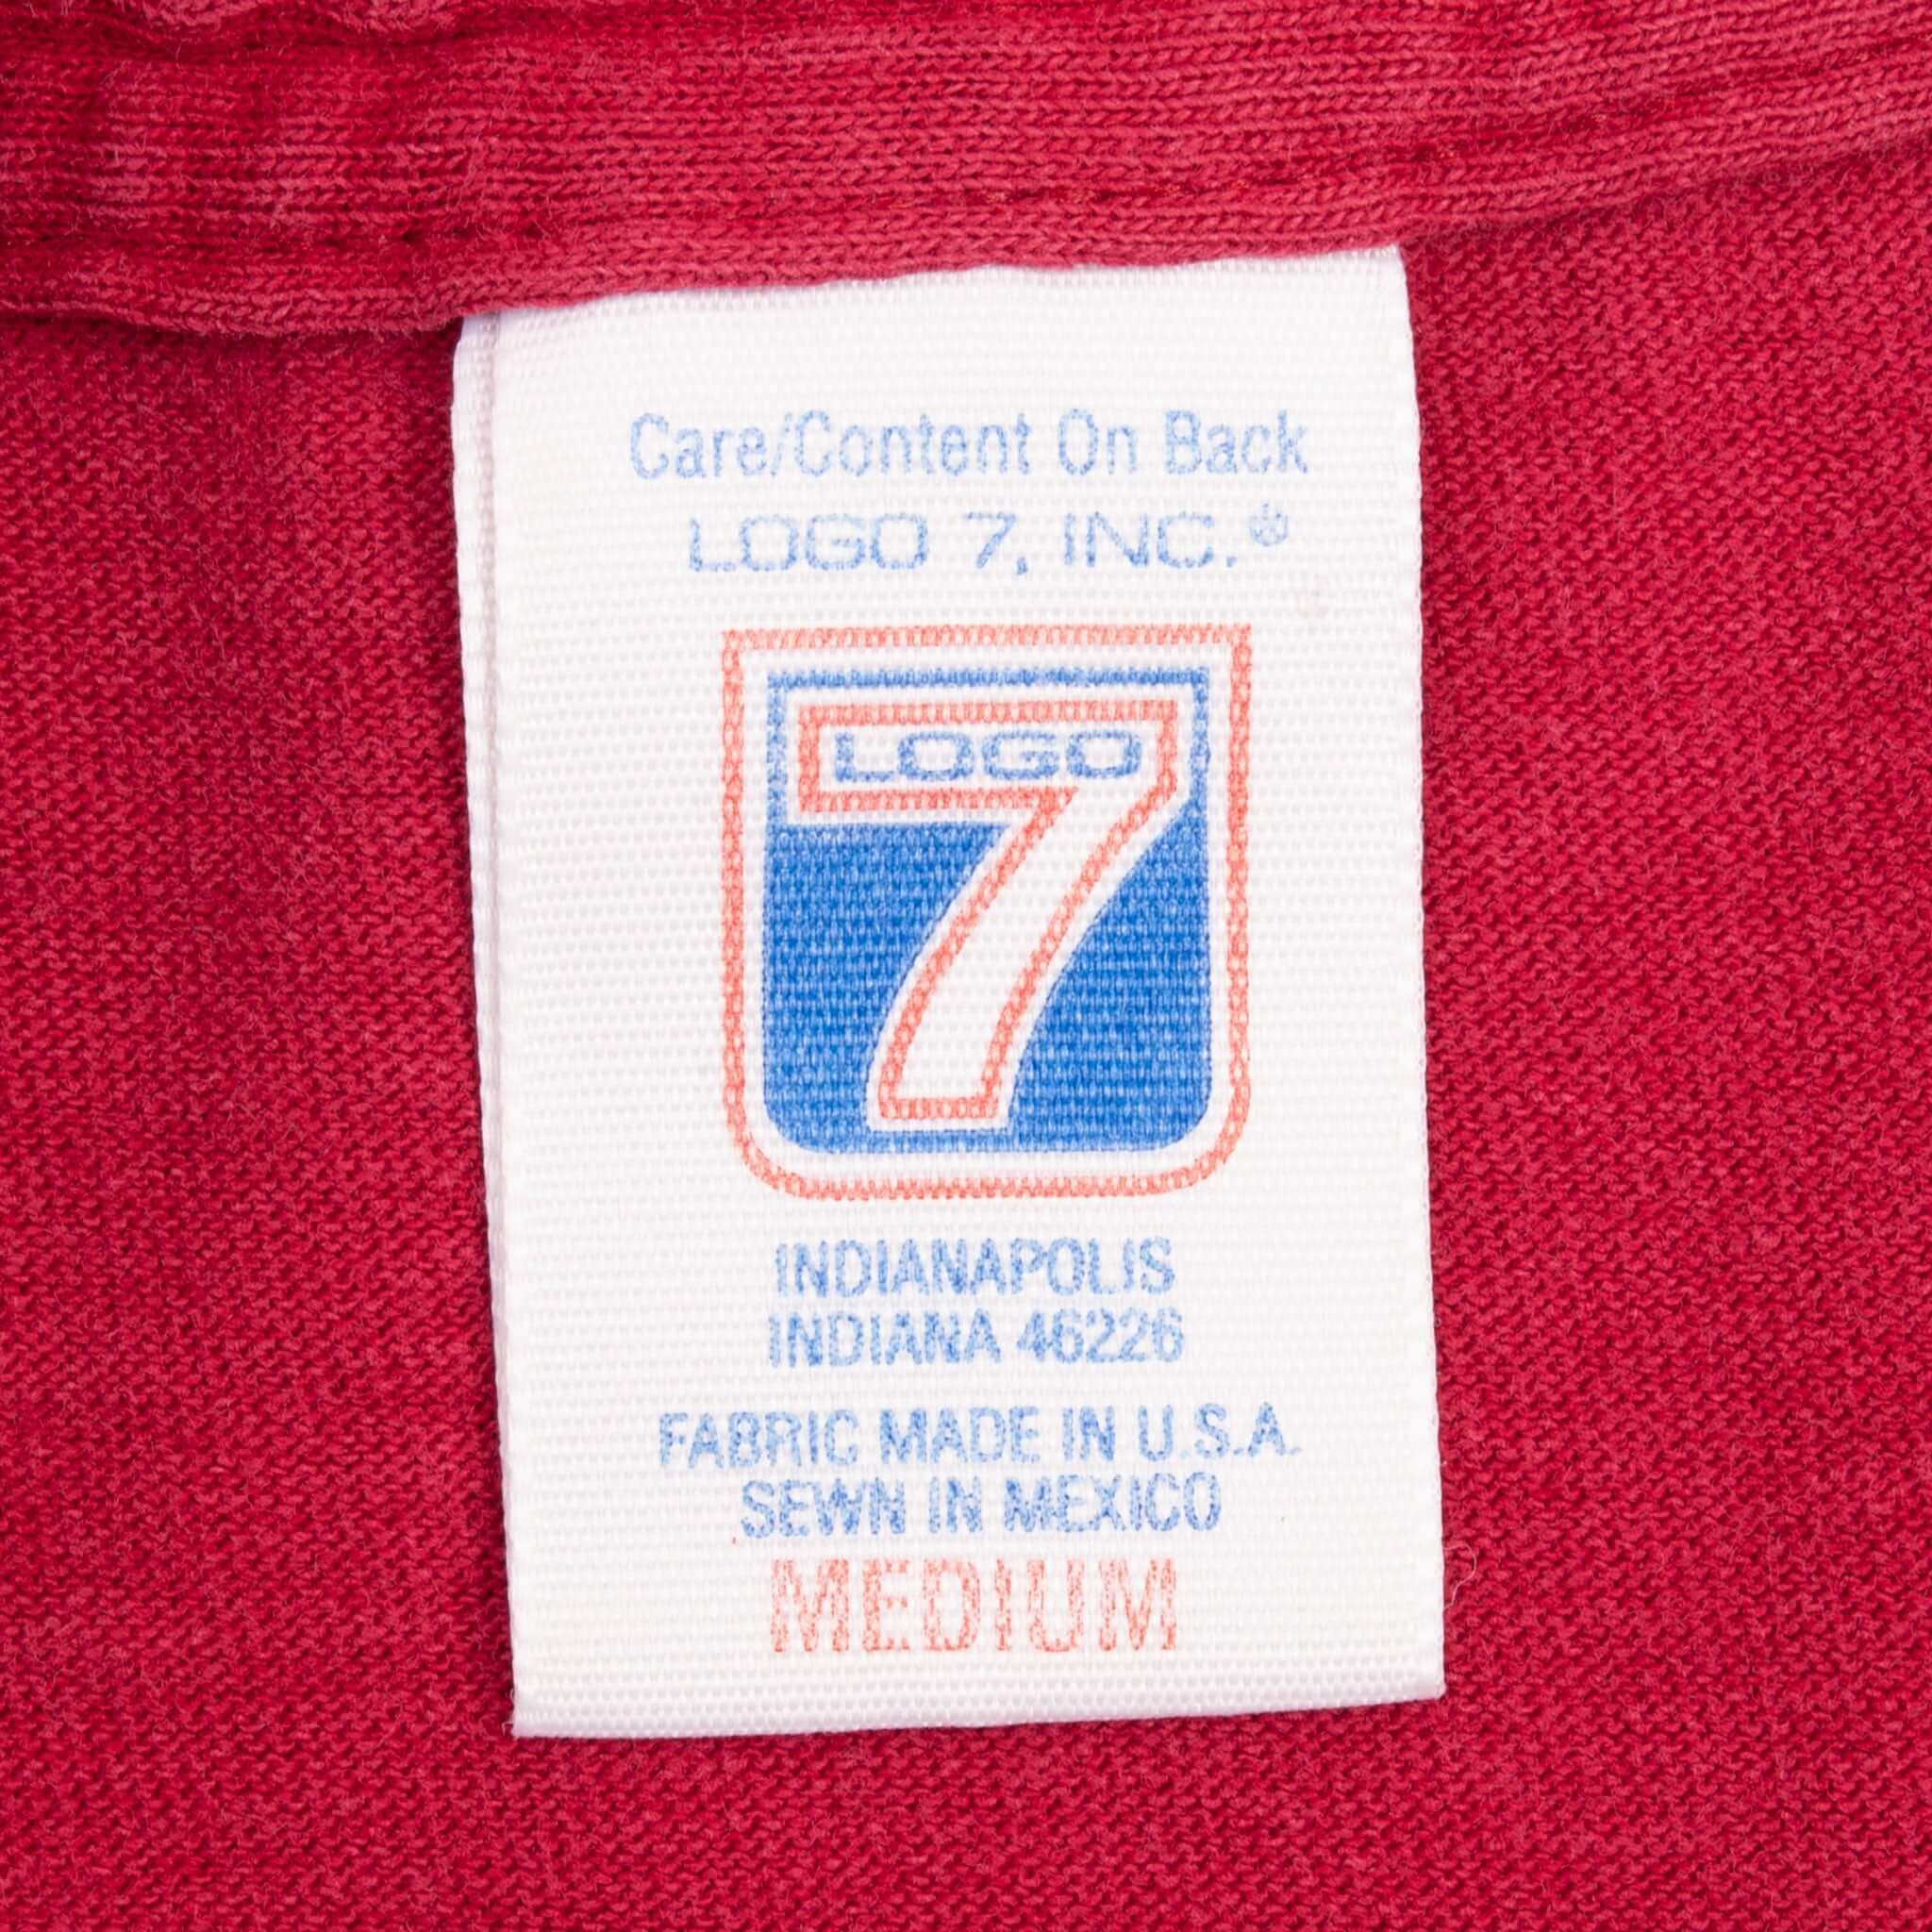 Care/Content On Back
LOGO 7, INC.®
LOGO
7
INDIANAPOLIS
INDIANA 46226
FABRIC MADE IN U.S.A.
SEWN IN MEXICO
MEDIUM